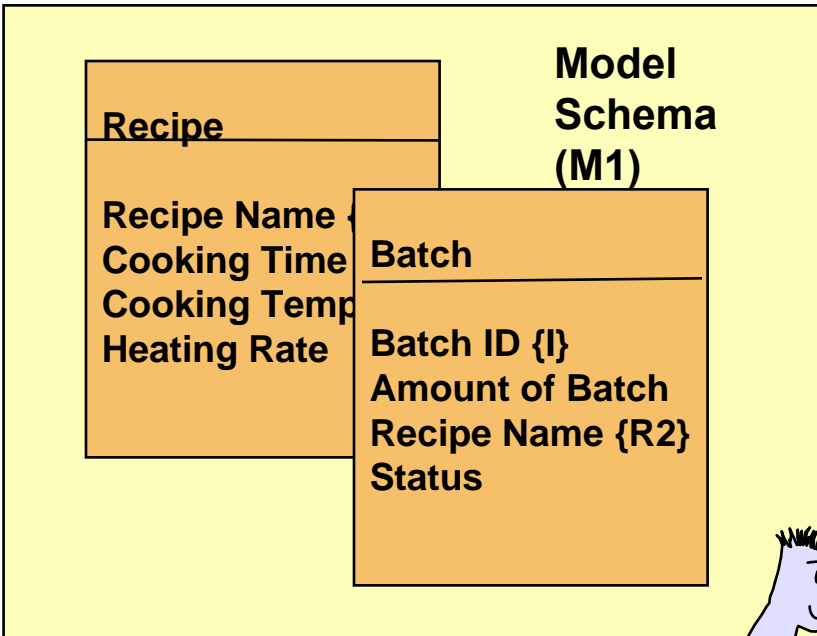 Model
Schema
(M1)
Recipe
Recipe Name {
Cooking Time
Cooking Temp
Heating Rate
Batch
Batch ID {I}
Amount of Batch
Recipe Name {R2}
Status